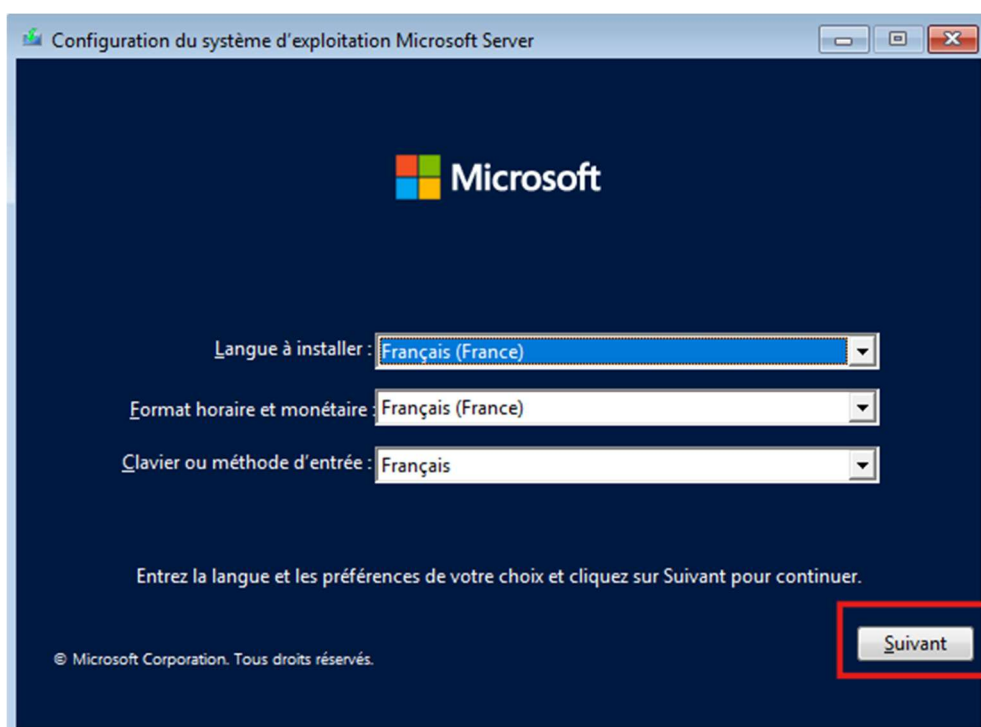 Configuration du système d'exploitation Microsoft Server
Microsoft
Langue à installer : Français (France)
Format horaire et monétaire : Français (France)
Clavier ou méthode d'entrée : Français
Entrez la langue et les préférences de votre choix et cliquez sur Suivant pour continuer.
Suivant
© Microsoft Corporation. Tous droits réservés.